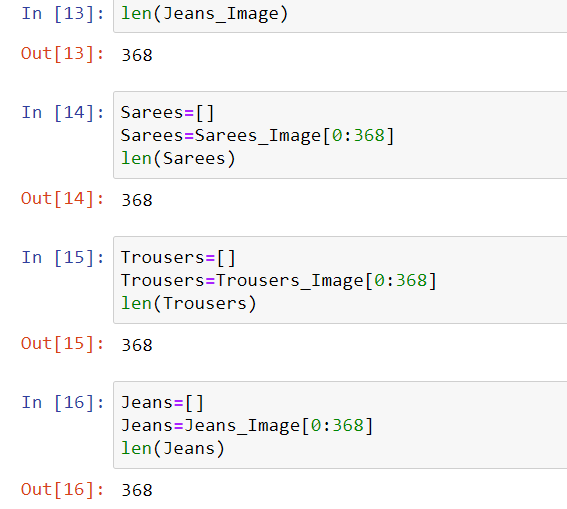 In [13]: len(Jeans_Image)
Out[13]: 368
In [14]: Sarees=[]
Sarees=Sarees_Image[0:368]
len(Sarees)
Out[14]: 368
In [15]: Trousers=[]
Trousers=Trousers_Image[0:368]
len(Trousers)
Out[15]: 368
In [16]: Jeans=[]
Jeans=Jeans_Image[0:368]
len(Jeans)
Out[16]: 368